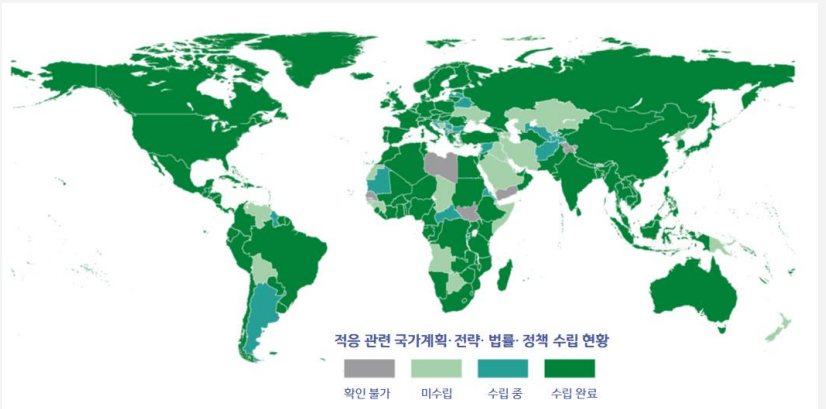 적응 관련 국가계획· 전략· 법률· 정책 수립 현황
확인 불가
미수립
수립 중
수립 완료